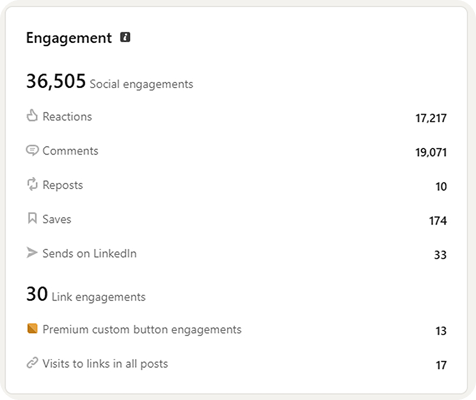 Engagement
36,505 Social engagements
Reactions 17,217
Comments 19,071
Reposts 10
Saves 174
Sends on LinkedIn 33
30 Link engagements
Premium custom button engagements 13
Visits to links in all posts 17